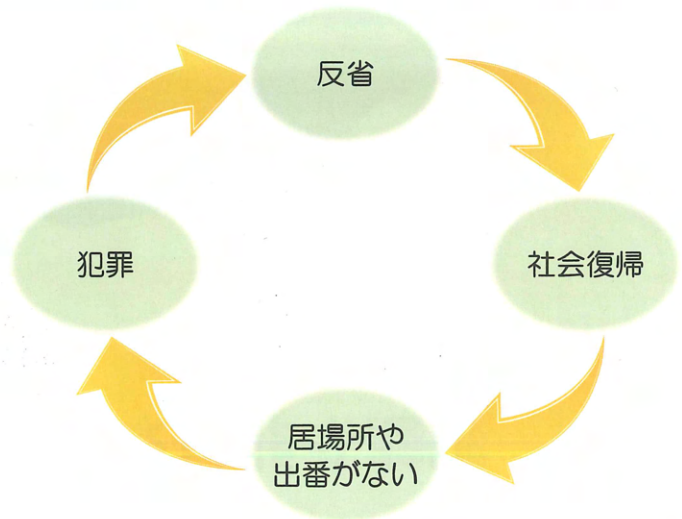 反省
社会復帰
居場所や
出番がない
犯罪